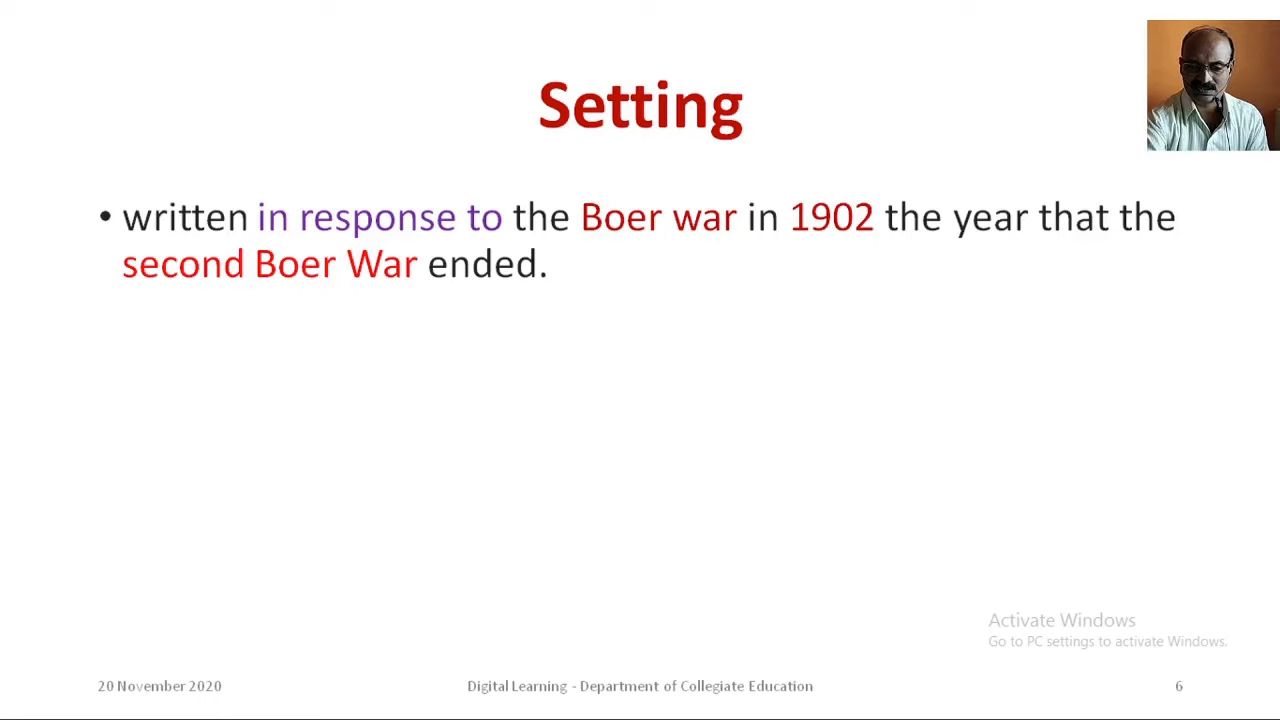 Setting
• written in response to the Boer war in 1902 the year that the
second Boer War ended.
Activate Windows
Go to PC settings to activate Windows.
20 November 2020
Digital Learning - Department of Collegiate Education
6